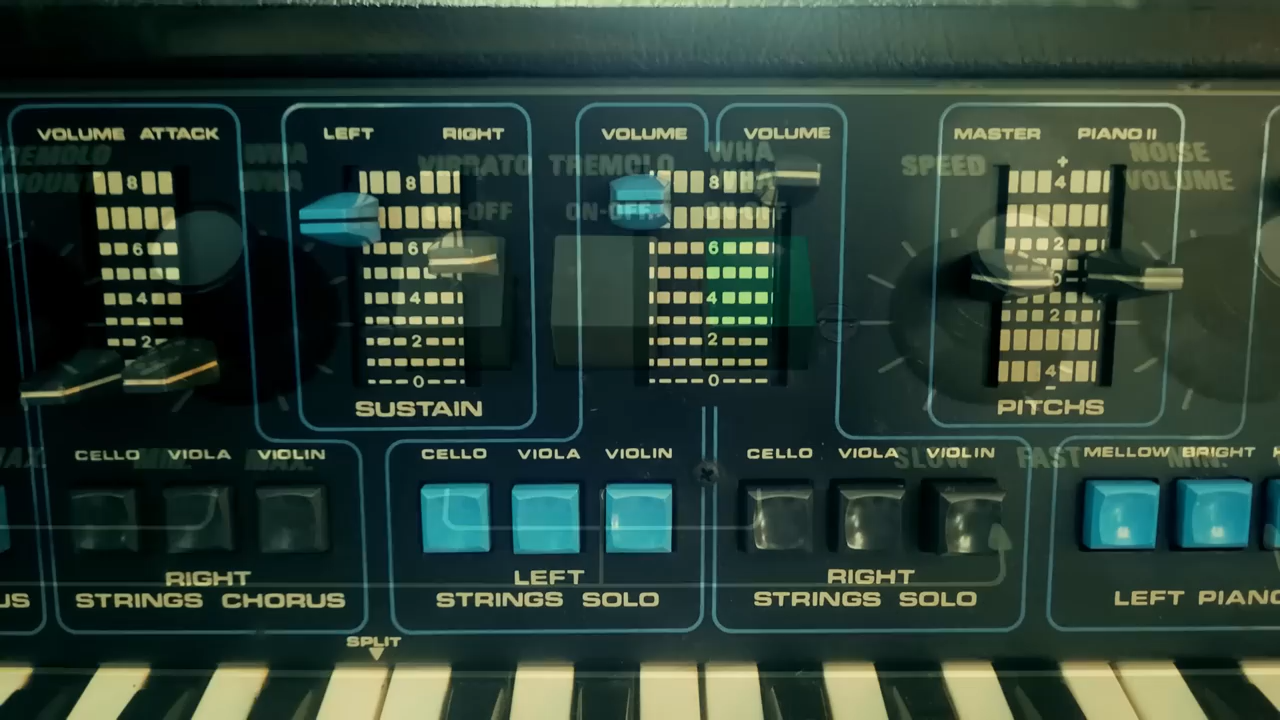 VOLUME ATTACK
LEFT RIGHT
VOLUME
VOLUME
MASTER PIANO II
TREMOLO
WHA
VIBRATO
TREMOLO
WHA
SPEED
NOISE
WHA
WHA
VOLUME
ON-OFF
ON-OFF
ON-OFF
8
6
4
2
8
6
4
2
0
8
6
4
2
0
+
4
2
0
2
4
−
SUSTAIN
PITCHS
CELLO VIOLA VIOLIN
CELLO VIOLA VIOLIN
CELLO VIOLA VIOLIN
MELLOW BRIGHT
MAX.
MIN.
MAX.
SLOW
FAST
MIN.
RIGHT
STRINGS CHORUS
LEFT
STRINGS SOLO
RIGHT
STRINGS SOLO
LEFT PIANO
SPLIT